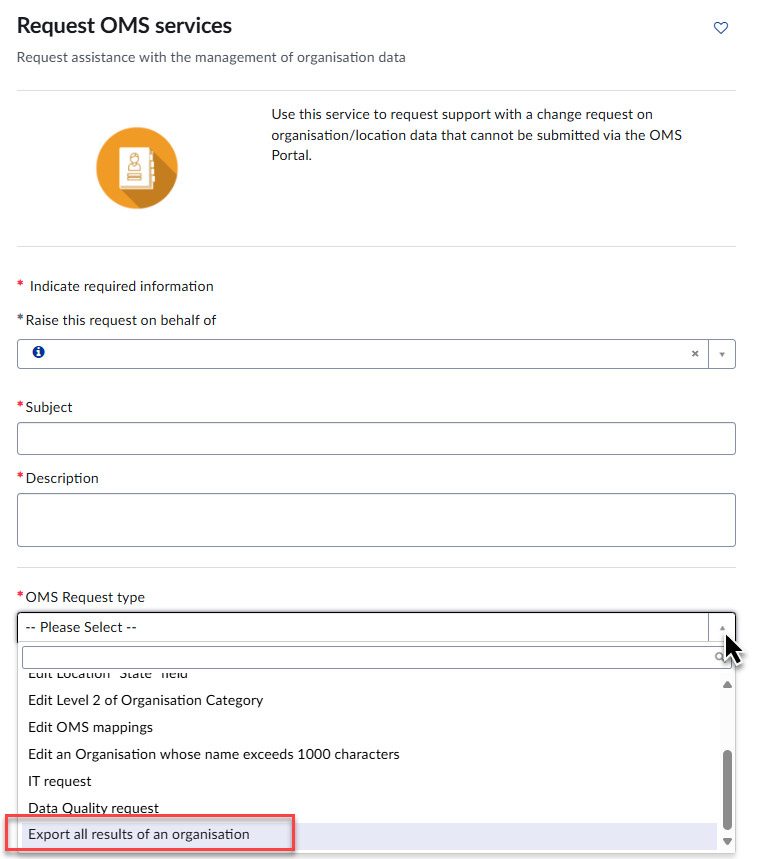 Request OMS services
Request assistance with the management of organisation data
Use this service to request support with a change request on
organisation/location data that cannot be submitted via the OMS
Portal.
* Indicate required information
*Raise this request on behalf of
*Subject
*Description
*OMS Request type
-- Please Select --
Edit Location "State" field
Edit Level 2 of Organisation Category
Edit OMS mappings
Edit an Organisation whose name exceeds 1000 characters
IT request
Data Quality request
Export all results of an organisation